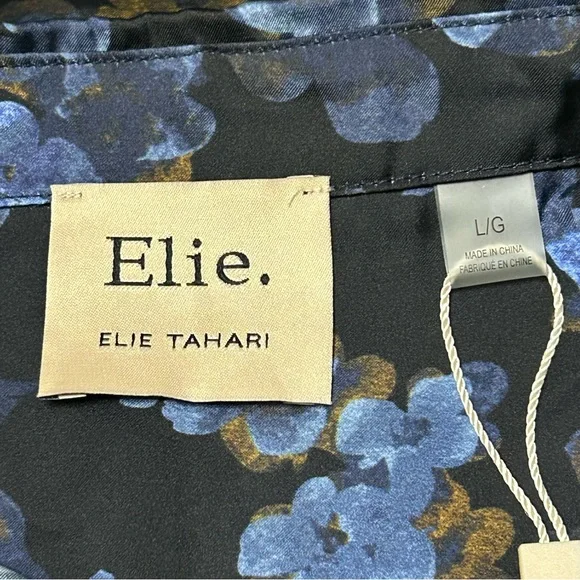 Elie.
ELIE TAHARI
L/G
MADE IN CHINA
FABRIQUÉ EN CHINE